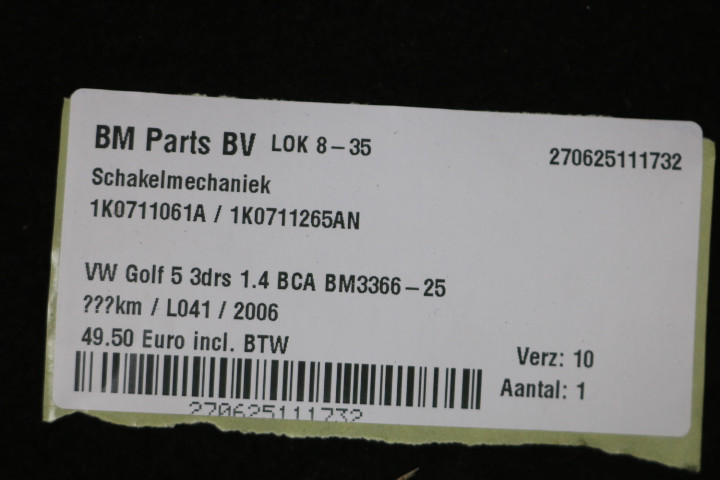 BM Parts BV LOK 8-35
270625111732
Schakelmechaniek
1K0711061A / 1K0711265AN
VW Golf 5 3drs 1.4 BCA BM3366-25
???km / L041 / 2006
49.50 Euro incl. BTW
Verz: 10
Aantal: 1
270625111732